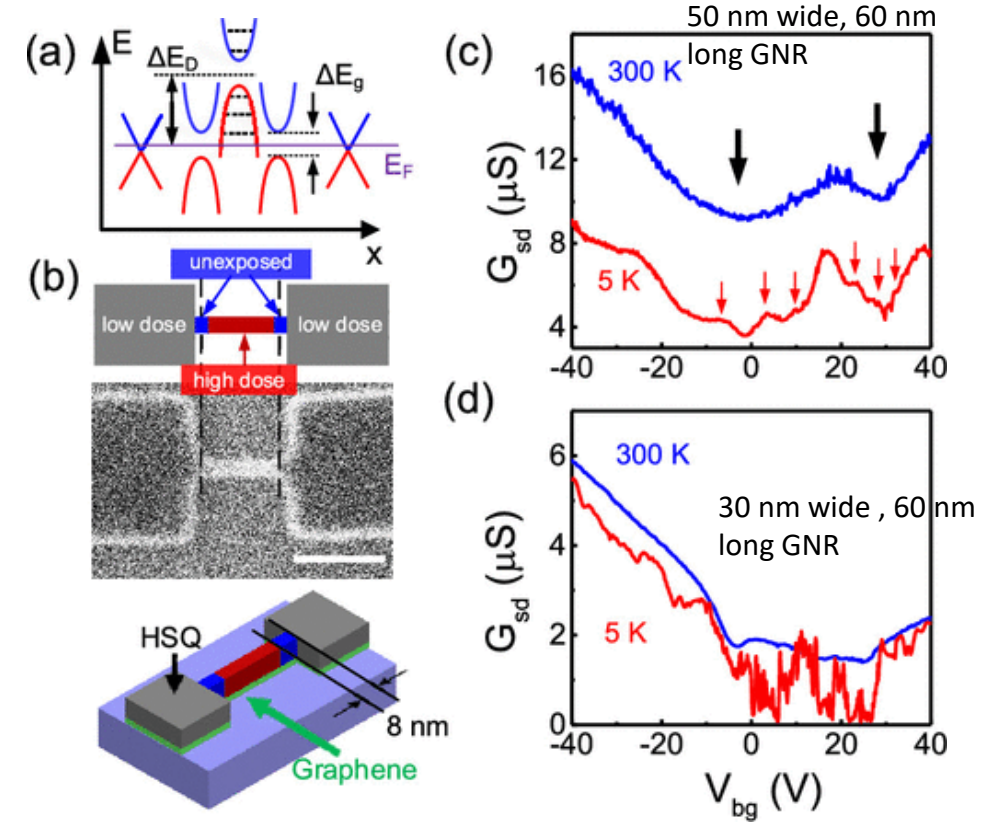 (a)
E
ΔE_D
ΔE_g
E_F
x
(b)
unexposed
low dose
low dose
high dose
HSQ
8 nm
Graphene
(c)
50 nm wide, 60 nm
long GNR
300 K
5 K
G_sd (μS)
16
12
8
4
-40 -20 0 20 40
(d)
300 K
30 nm wide , 60 nm
long GNR
5 K
G_sd (μS)
6
4
2
0
-40 -20 0 20 40
V_bg (V)